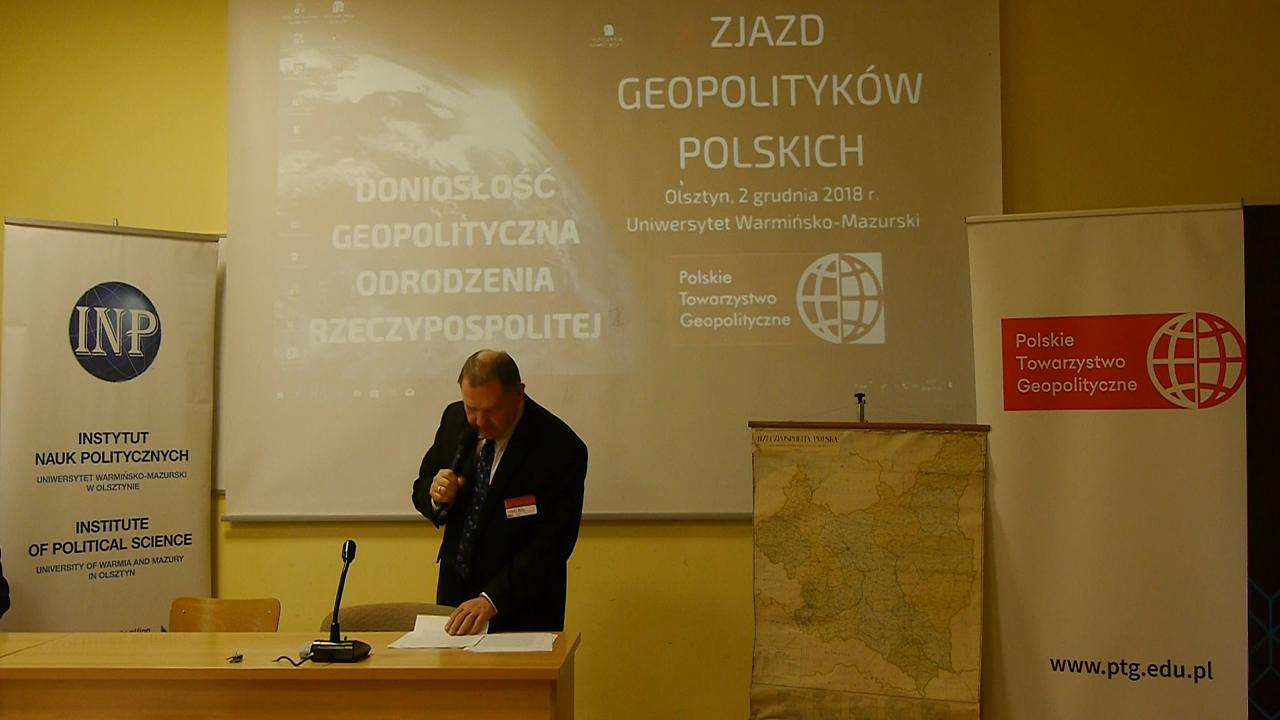 ZJAZD
GEOPOLITYKÓW
POLSKICH
Olsztyn, 2 grudnia 2018 r.
Uniwersytet Warmińsko-Mazurski
DONIOSŁOŚĆ
GEOPOLITYCZNA
ODRODZENIA
RZECZYPOSPOLITEJ
Polskie
Towarzystwo
Geopolityczne
INP
INSTYTUT
NAUK POLITYCZNYCH
UNIWERSYTET WARMIŃSKO-MAZURSKI
W OLSZTYNIE
INSTITUTE
OF POLITICAL SCIENCE
UNIVERSITY OF WARMIA AND MAZURY
IN OLSZTYN
RZECZPOSPOLITA POLSKA
Polskie
Towarzystwo
Geopolityczne
www.ptg.edu.pl